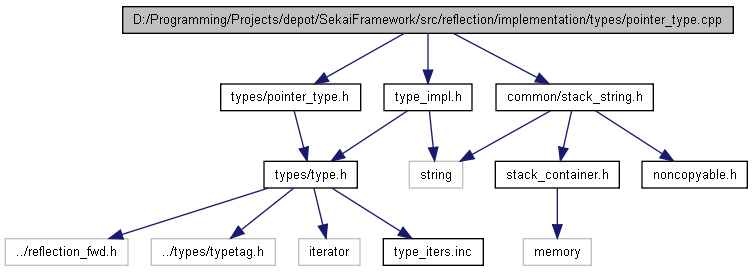 D:/Programming/Projects/depot/SekaiFramework/src/reflection/implementation/types/pointer_type.cpp
types/pointer_type.h
type_impl.h
common/stack_string.h
types/type.h
string
stack_container.h
noncopyable.h
../reflection_fwd.h
../types/typetag.h
iterator
type_iters.inc
memory